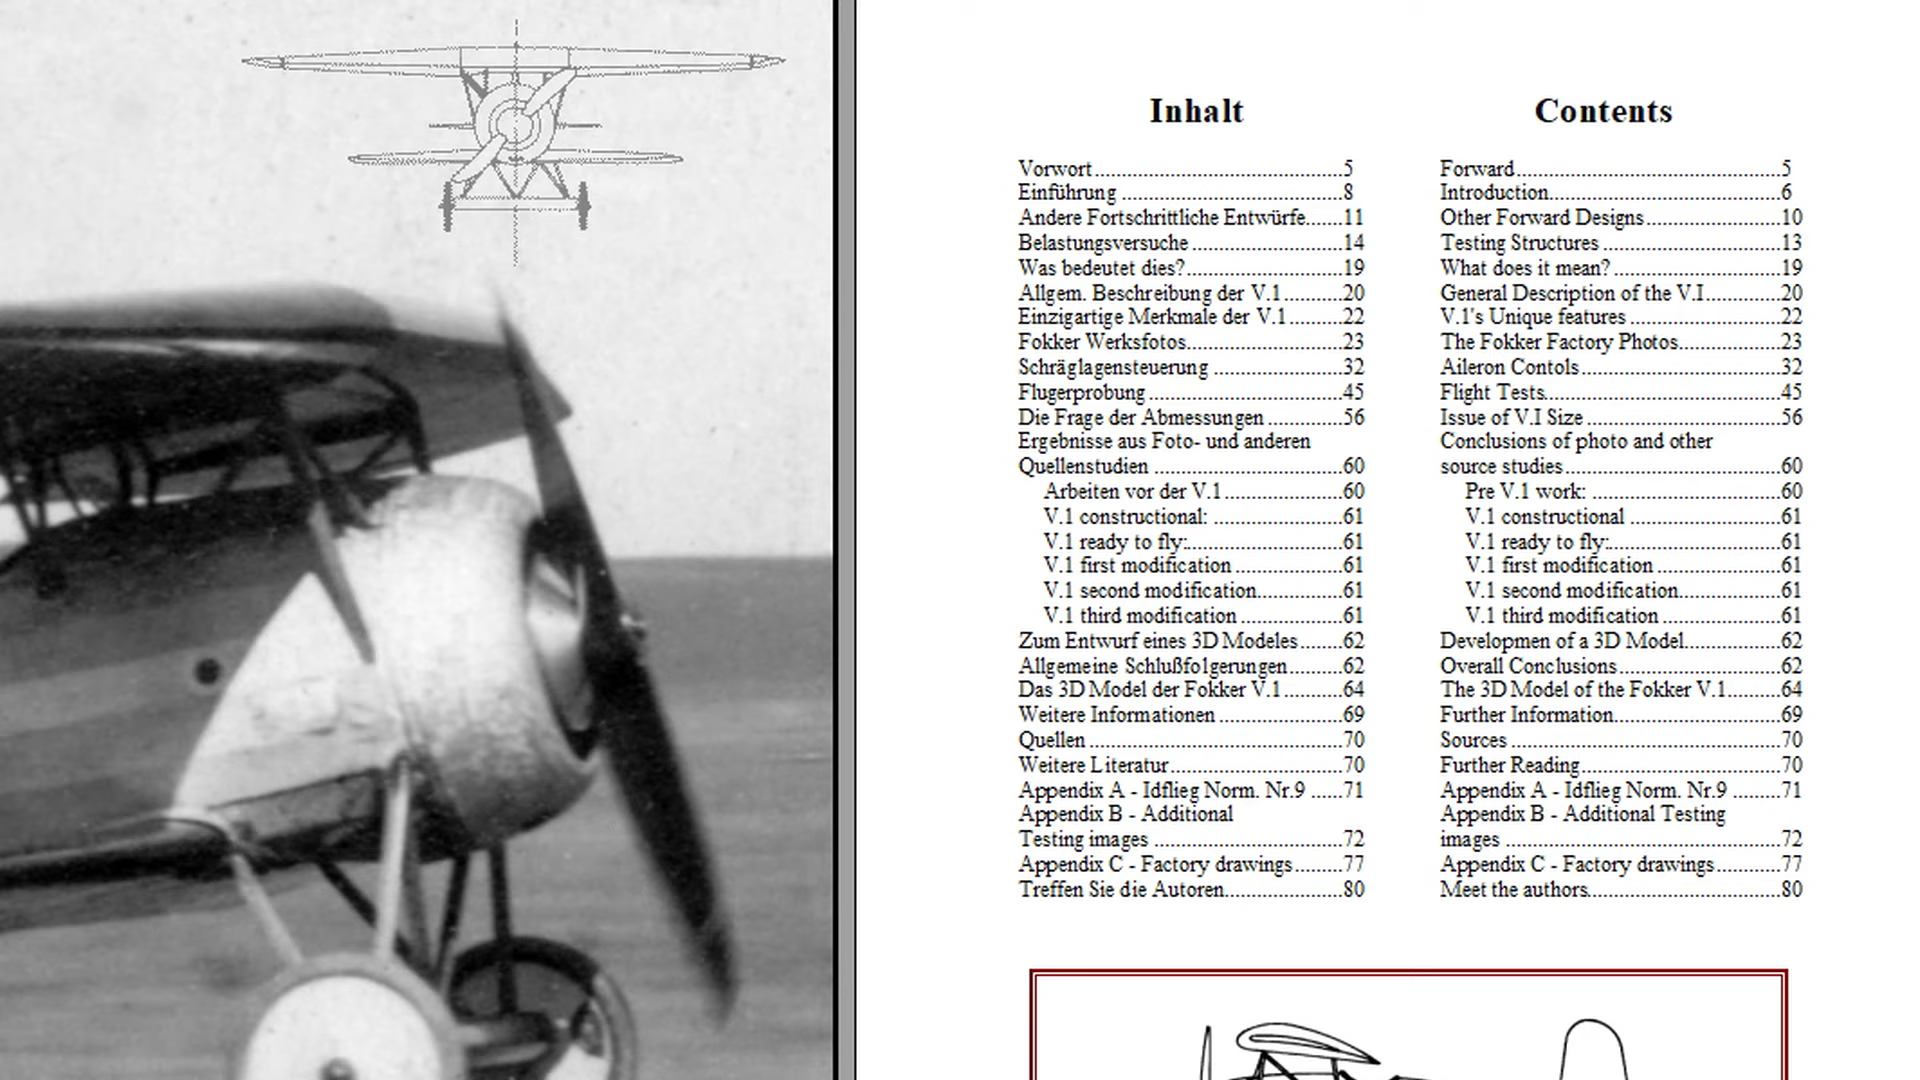 Inhalt
Vorwort...........................................5
Einführung ...................................8
Andere Fortschrittliche Entwürfe......11
Belastungsversuche ........................14
Was bedeutet dies?.........................19
Allgem. Beschreibung der V.1..........20
Einzigartige Merkmale der V.1.........22
Fokker Werksfotos.........................23
Schräglagensteuerung .....................32
Flugerprobung ...............................45
Die Frage der Abmessungen ............56
Ergebnisse aus Foto- und anderen
Quellenstudien ..............................60
Arbeiten vor der V.1...................60
V.1 constructional: .....................61
V.1 ready to fly:.........................61
V.1 first modification .................61
V.1 second modification..............61
V.1 third modification ................61
Zum Entwurf eines 3D Modeles.......62
Allgemeine Schlußfolgerungen.........62
Das 3D Model der Fokker V.1..........64
Weitere Informationen ....................69
Quellen .........................................70
Weitere Literatur............................70
Appendix A - Idflieg Norm. Nr.9 .....71
Appendix B - Additional
Testing images ..............................72
Appendix C - Factory drawings........77
Treffen Sie die Autoren...................80
Contents
Forward...........................................5
Introduction.....................................6
Other Forward Designs......................10
Testing Structures .............................13
What does it mean? ...........................19
General Description of the V.I............20
V.1's Unique features ........................22
The Fokker Factory Photos.................23
Aileron Contols.................................32
Flight Tests.......................................45
Issue of V.I Size ................................56
Conclusions of photo and other
source studies...................................60
Pre V.1 work: ...............................60
V.1 constructional .........................61
V.1 ready to fly:............................61
V.1 first modification ....................61
V.1 second modification.................61
V.1 third modification ...................61
Developmen of a 3D Model................62
Overall Conclusions...........................62
The 3D Model of the Fokker V.1........64
Further Information...........................69
Sources ............................................70
Further Reading.................................70
Appendix A - Idflieg Norm. Nr.9 ........71
Appendix B - Additional Testing
images .............................................72
Appendix C - Factory drawings...........77
Meet the authors................................80